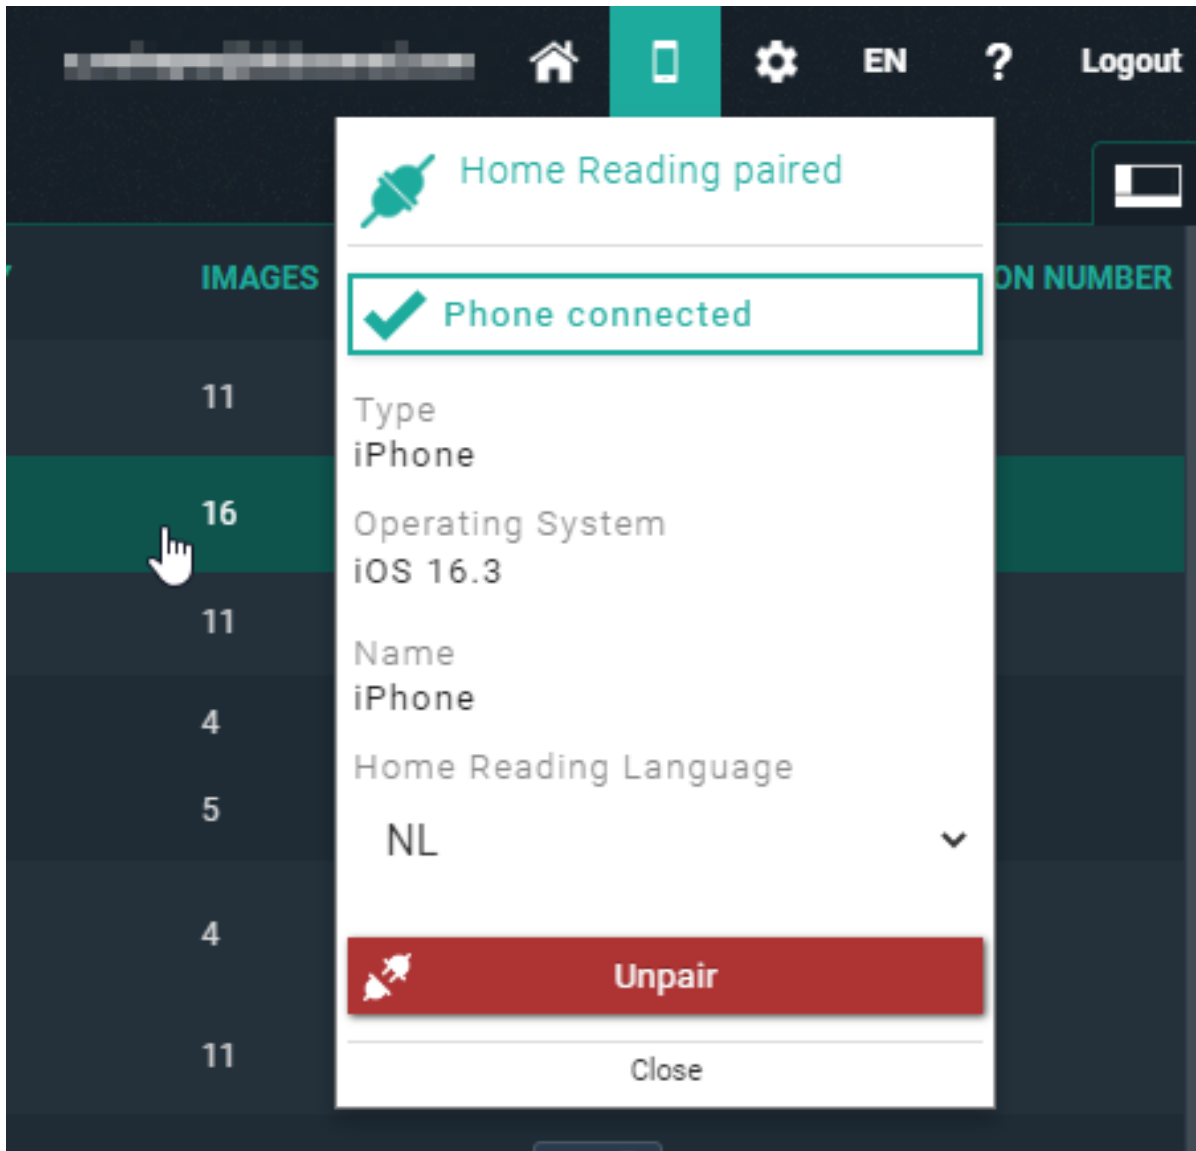 EN ? Logout
Home Reading paired
IMAGES
ON NUMBER
Phone connected
11
Type
iPhone
16
Operating System
iOS 16.3
11
Name
iPhone
4
Home Reading Language
5
NL
4
Unpair
11
Close